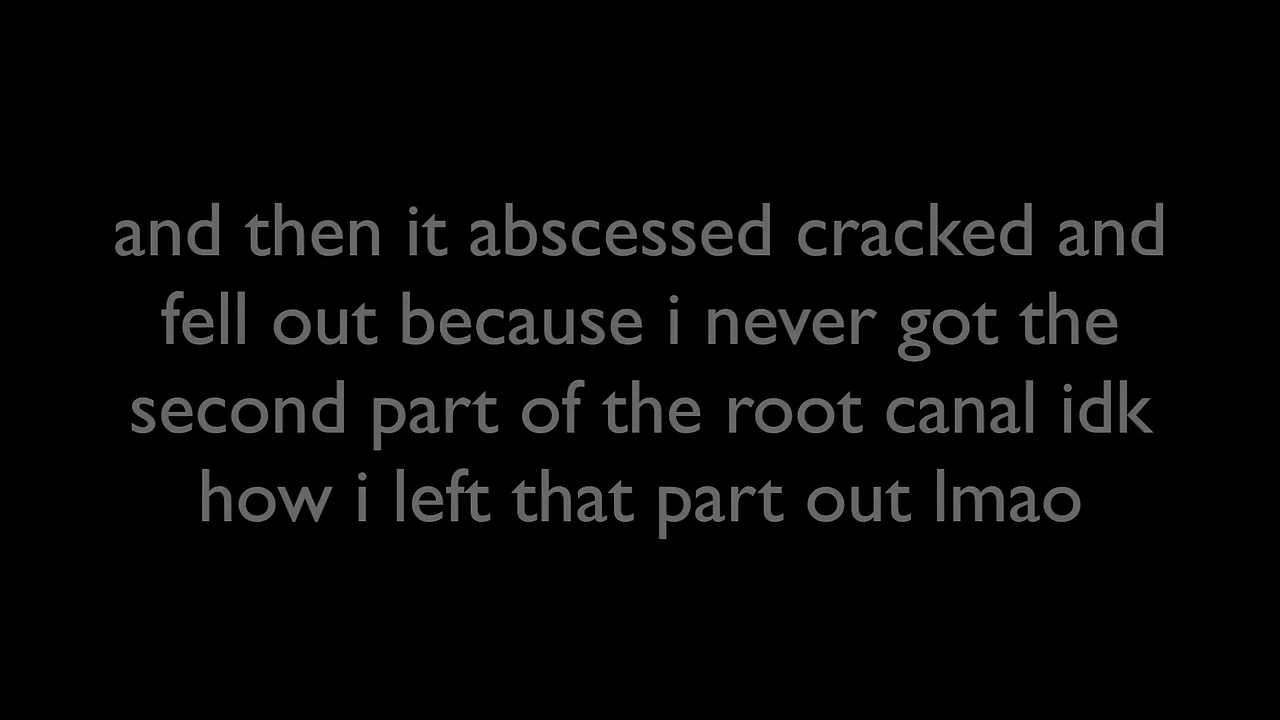 and then it abscessed cracked and
fell out because i never got the
second part of the root canal idk
how i left that part out lmao